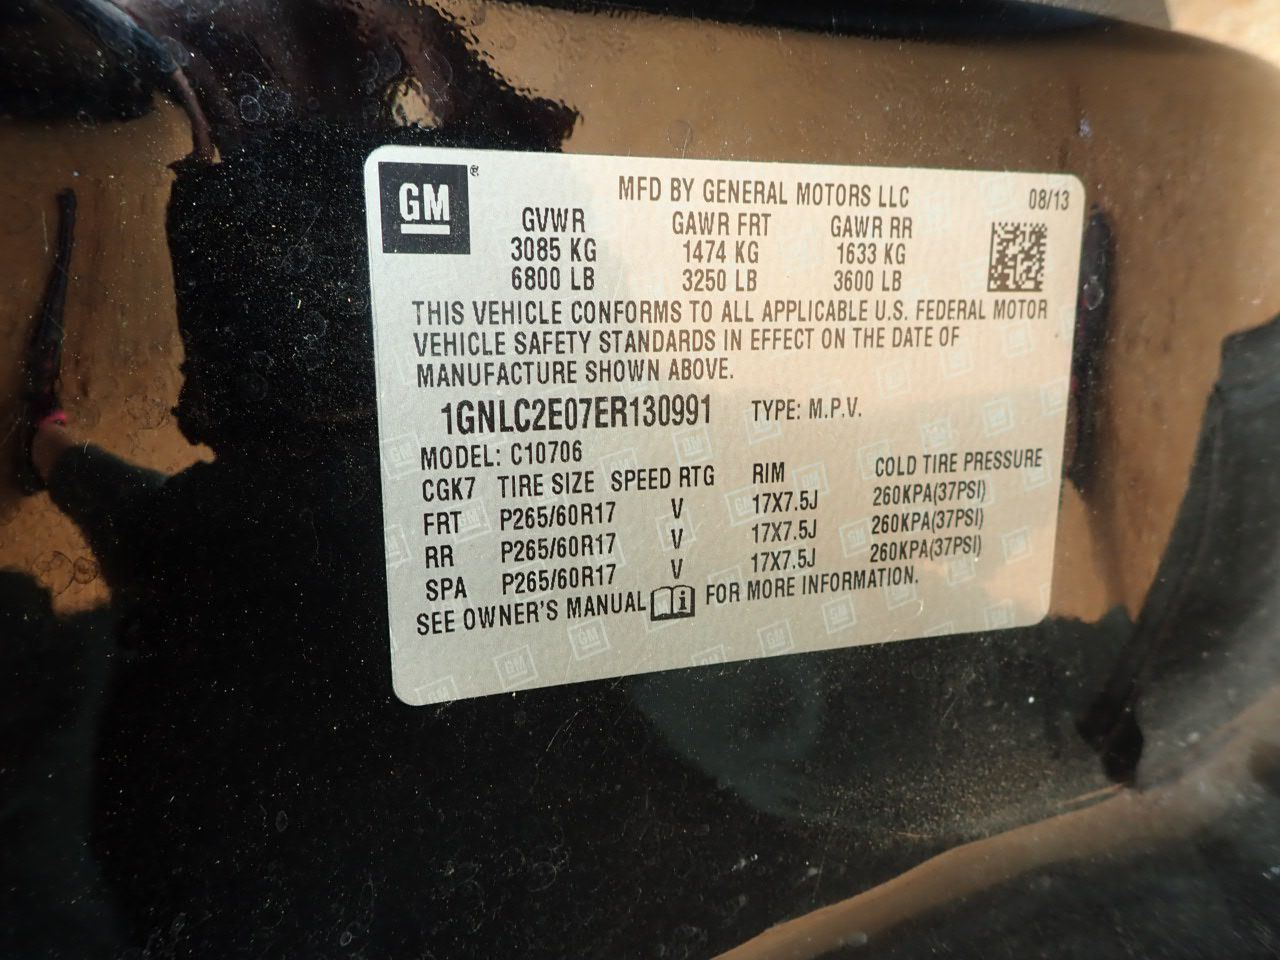 GM ®
MFD BY GENERAL MOTORS LLC 08/13
GVWR GAWR FRT GAWR RR
3085 KG 1474 KG 1633 KG
6800 LB 3250 LB 3600 LB
THIS VEHICLE CONFORMS TO ALL APPLICABLE U.S. FEDERAL MOTOR
VEHICLE SAFETY STANDARDS IN EFFECT ON THE DATE OF
MANUFACTURE SHOWN ABOVE.
1GNLC2E07ER130991 TYPE: M.P.V.
MODEL: C10706
CGK7 TIRE SIZE SPEED RTG RIM COLD TIRE PRESSURE
FRT P265/60R17 V 17X7.5J 260KPA(37PSI)
RR P265/60R17 V 17X7.5J 260KPA(37PSI)
SPA P265/60R17 V 17X7.5J 260KPA(37PSI)
SEE OWNER'S MANUAL i FOR MORE INFORMATION.